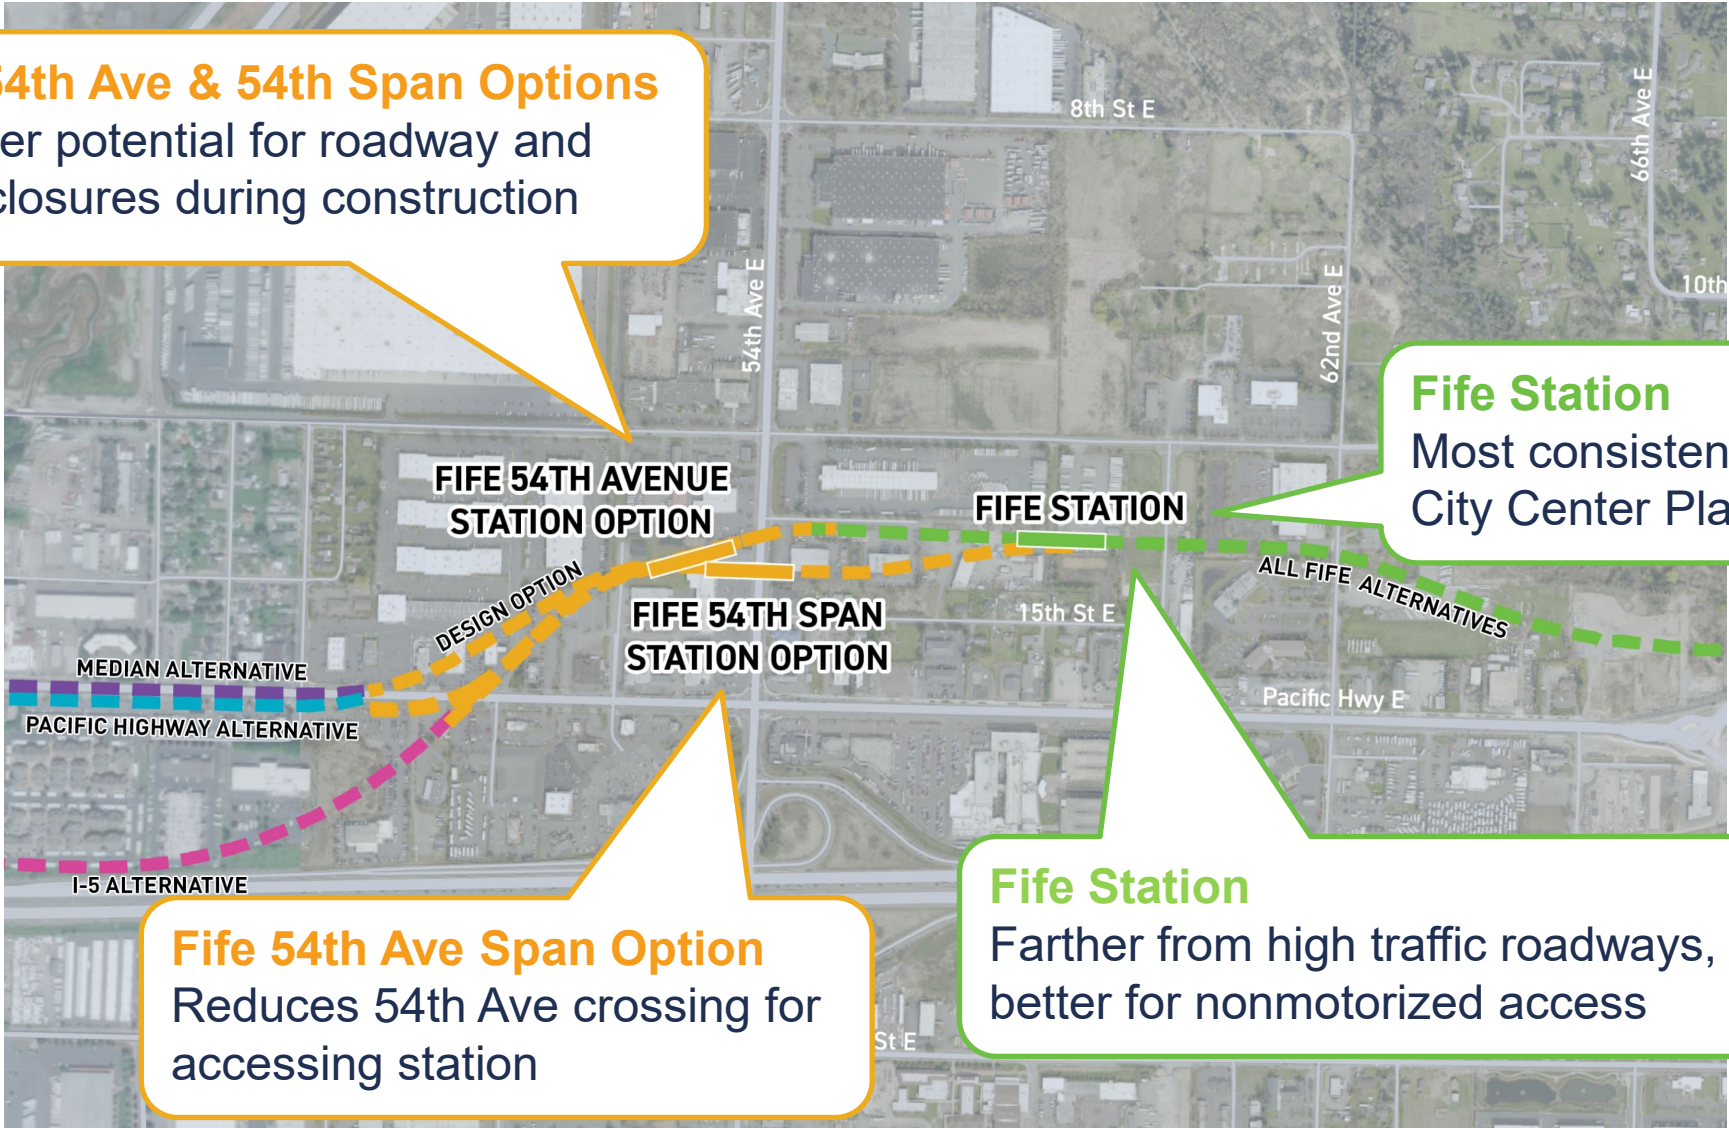 54th Ave & 54th Span Options
er potential for roadway and
closures during construction
8th St E
66th Ave E
10th
54th Ave E
62nd Ave E
Fife Station
Most consisten
City Center Pla
FIFE 54TH AVENUE
STATION OPTION
FIFE STATION
ALL FIFE ALTERNATIVES
DESIGN OPTION
FIFE 54TH SPAN
STATION OPTION
15th St E
MEDIAN ALTERNATIVE
PACIFIC HIGHWAY ALTERNATIVE
Pacific Hwy E
I-5 ALTERNATIVE
Fife 54th Ave Span Option
Reduces 54th Ave crossing for
accessing station
Fife Station
Farther from high traffic roadways,
better for nonmotorized access
St E